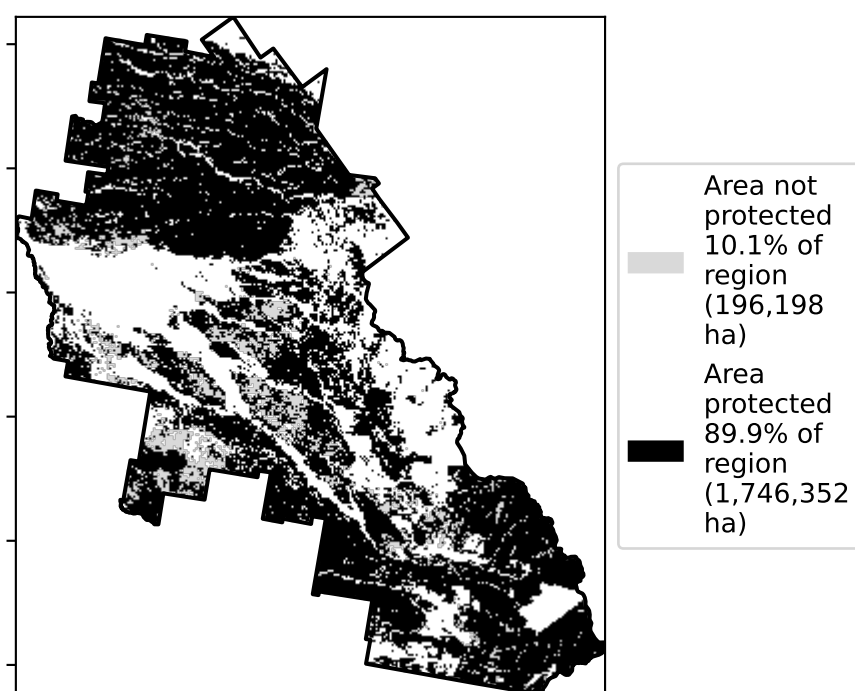 Area not
protected
10.1% of
region
(196,198
ha)
Area
protected
89.9% of
region
(1,746,352
ha)